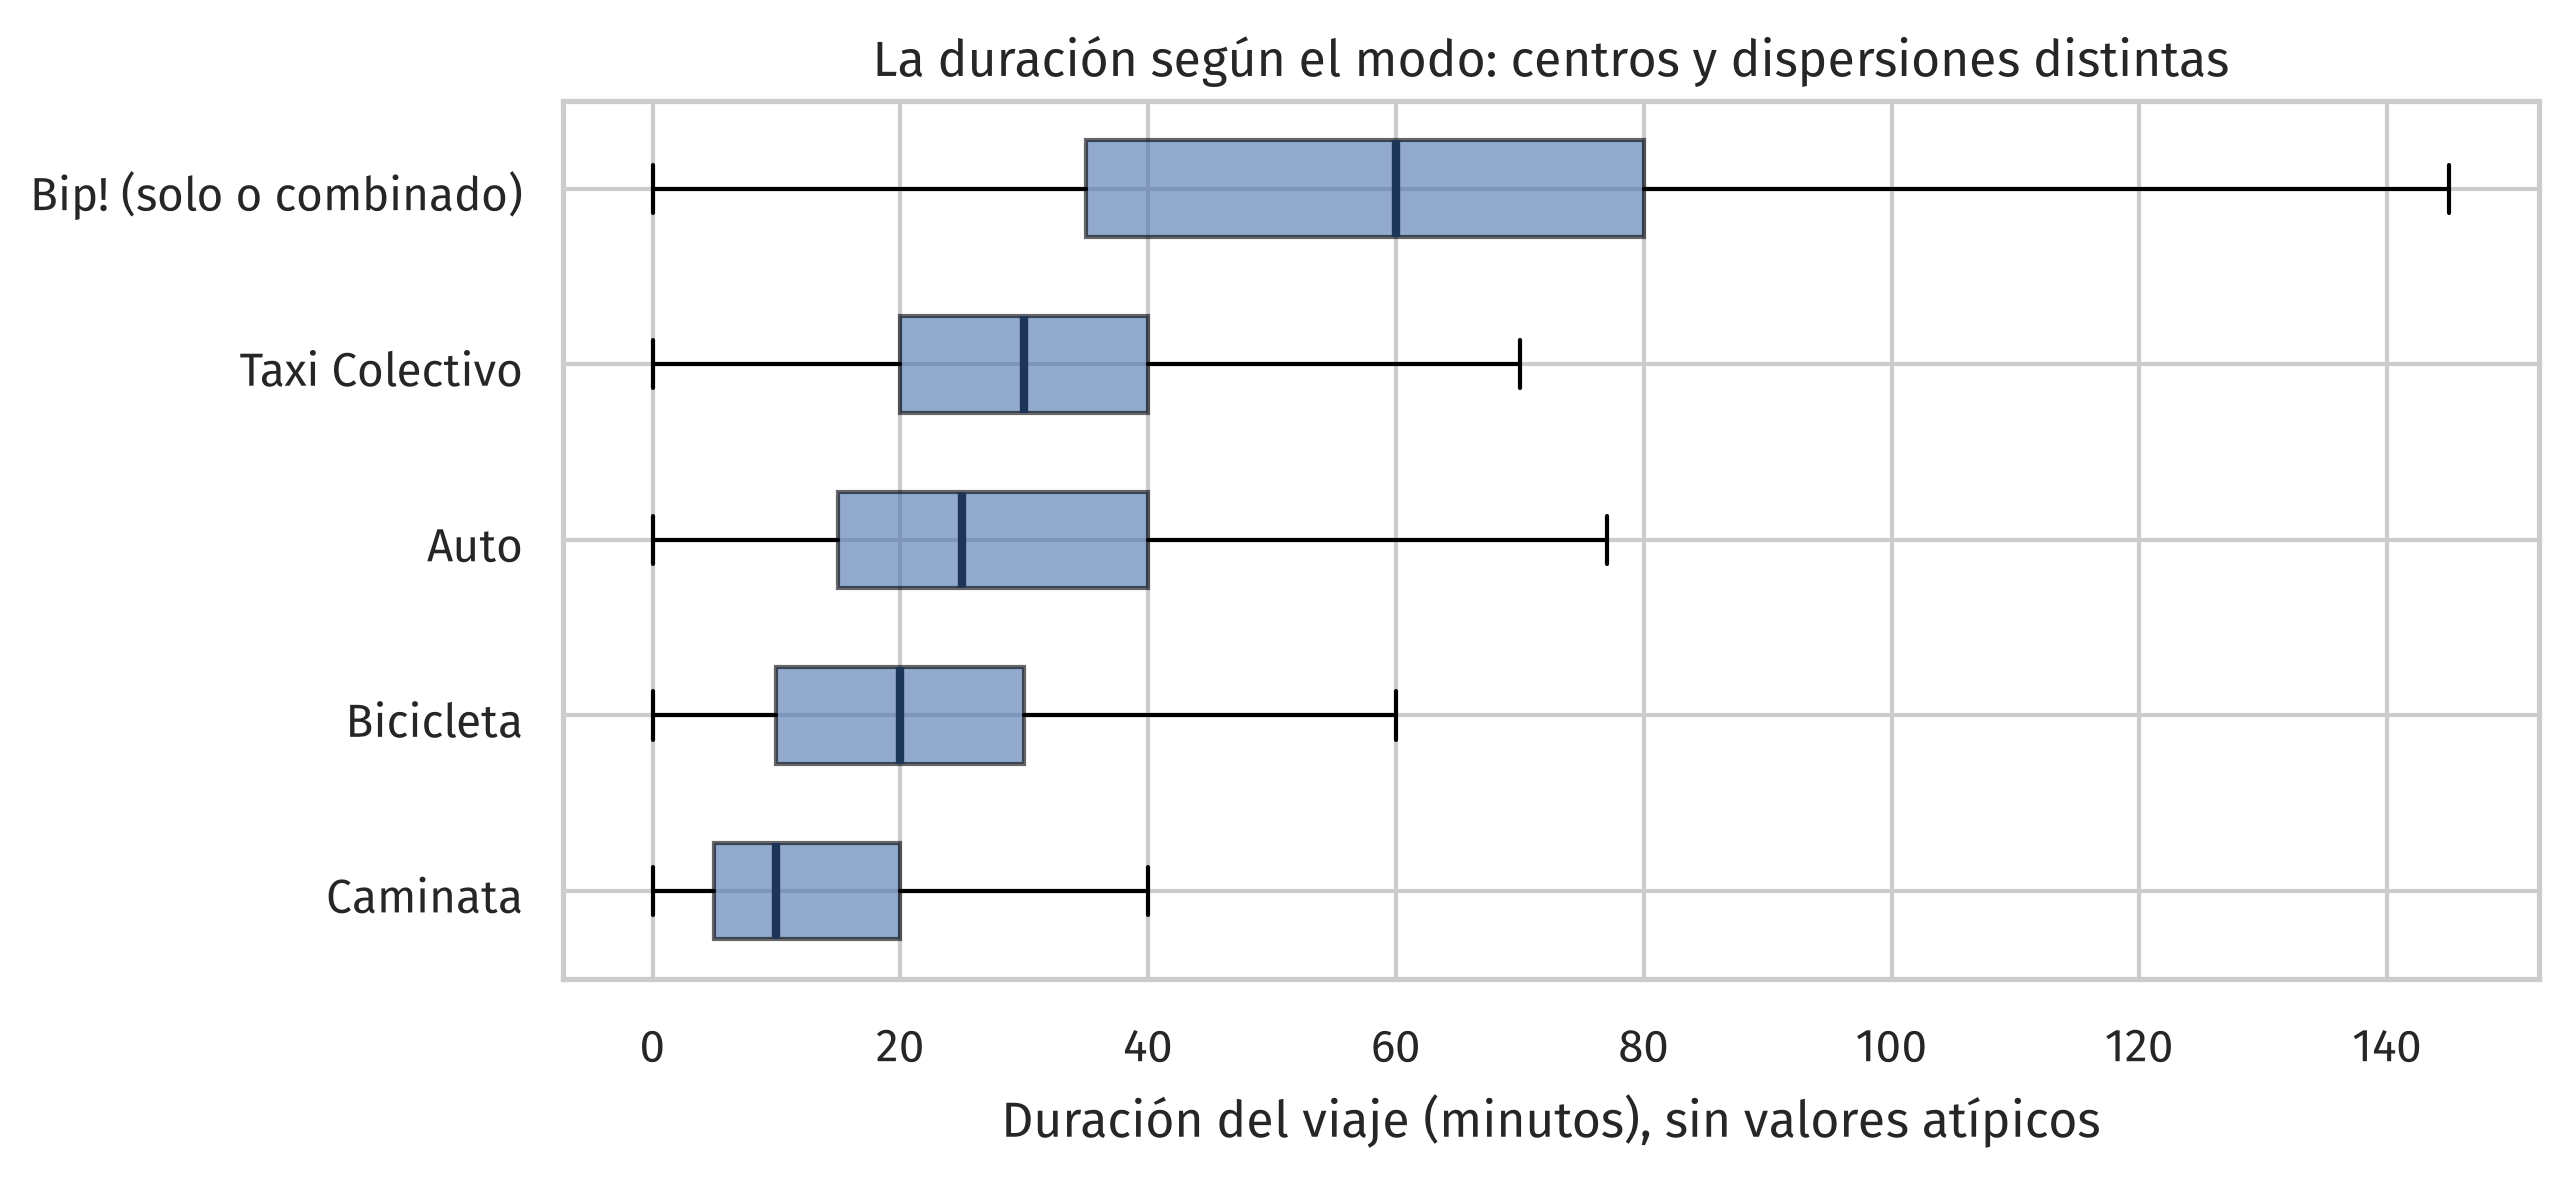 La duración según el modo: centros y dispersiones distintas
Bip! (solo o combinado)
Taxi Colectivo
Auto
Bicicleta
Caminata
0 20 40 60 80 100 120 140
Duración del viaje (minutos), sin valores atípicos